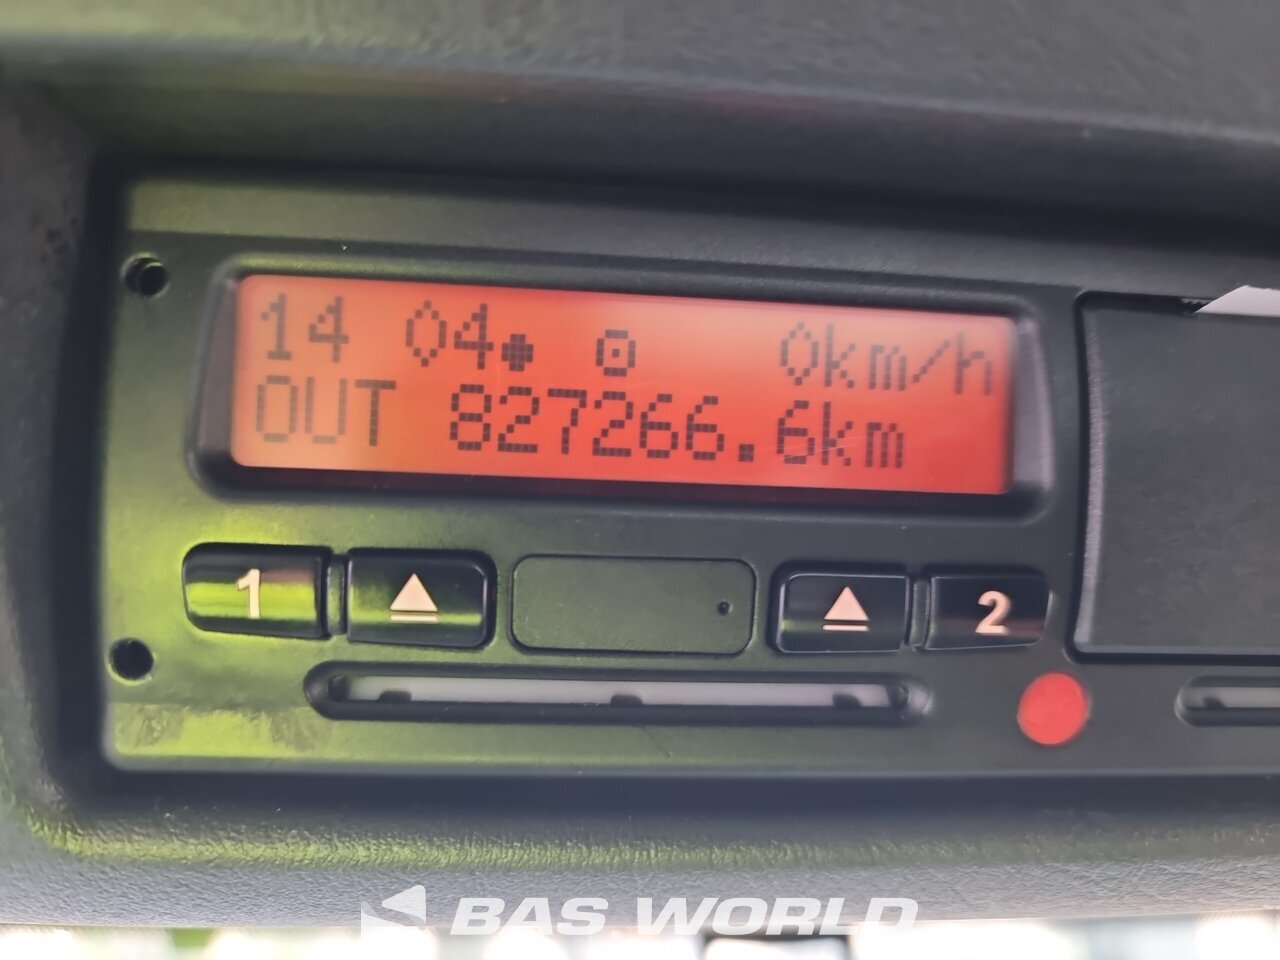 14 04● ⊡ 0km/h
OUT 827266.6km
1 2
BAS WORLD